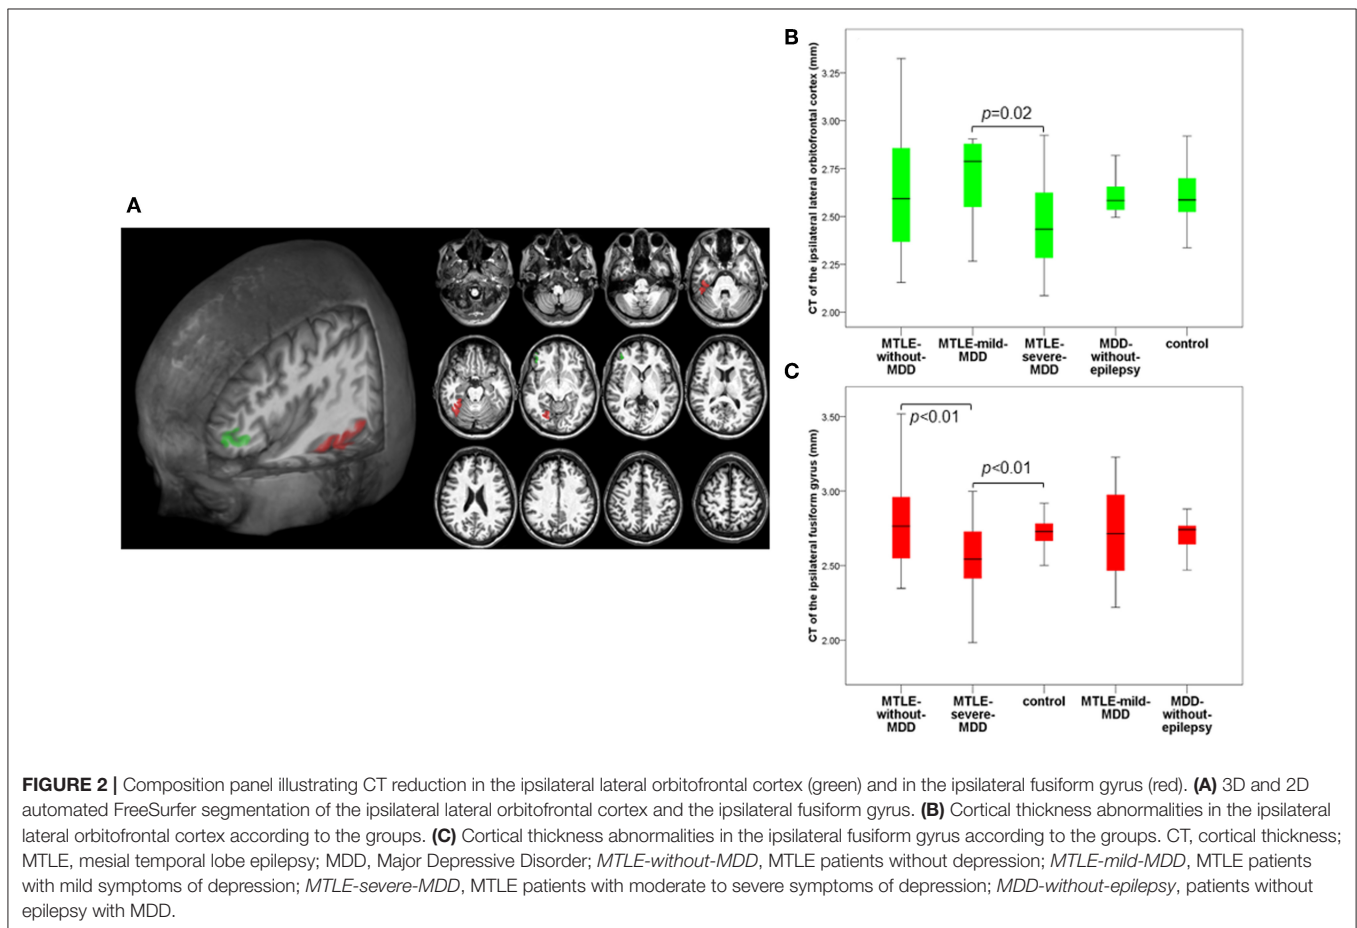 B
CT of the ipsilateral lateral orbitofrontal cortex (mm)
3.25
3.00
2.75
2.50
2.25
2.00
p=0.02
MTLE-
without-
MDD
MTLE-mild-
MDD
MTLE-
severe-
MDD
MDD-
without-
epilepsy
control
A
C
CT of the ipsilateral fusiform gyrus (mm)
3.50
3.00
2.50
2.00
p<0.01
p<0.01
MTLE-
without-
MDD
MTLE-
severe-
MDD
control
MTLE-mild-
MDD
MDD-
without-
epilepsy
FIGURE 2 | Composition panel illustrating CT reduction in the ipsilateral lateral orbitofrontal cortex (green) and in the ipsilateral fusiform gyrus (red). (A) 3D and 2D
automated FreeSurfer segmentation of the ipsilateral lateral orbitofrontal cortex and the ipsilateral fusiform gyrus. (B) Cortical thickness abnormalities in the ipsilateral
lateral orbitofrontal cortex according to the groups. (C) Cortical thickness abnormalities in the ipsilateral fusiform gyrus according to the groups. CT, cortical thickness;
MTLE, mesial temporal lobe epilepsy; MDD, Major Depressive Disorder; MTLE-without-MDD, MTLE patients without depression; MTLE-mild-MDD, MTLE patients
with mild symptoms of depression; MTLE-severe-MDD, MTLE patients with moderate to severe symptoms of depression; MDD-without-epilepsy, patients without
epilepsy with MDD.